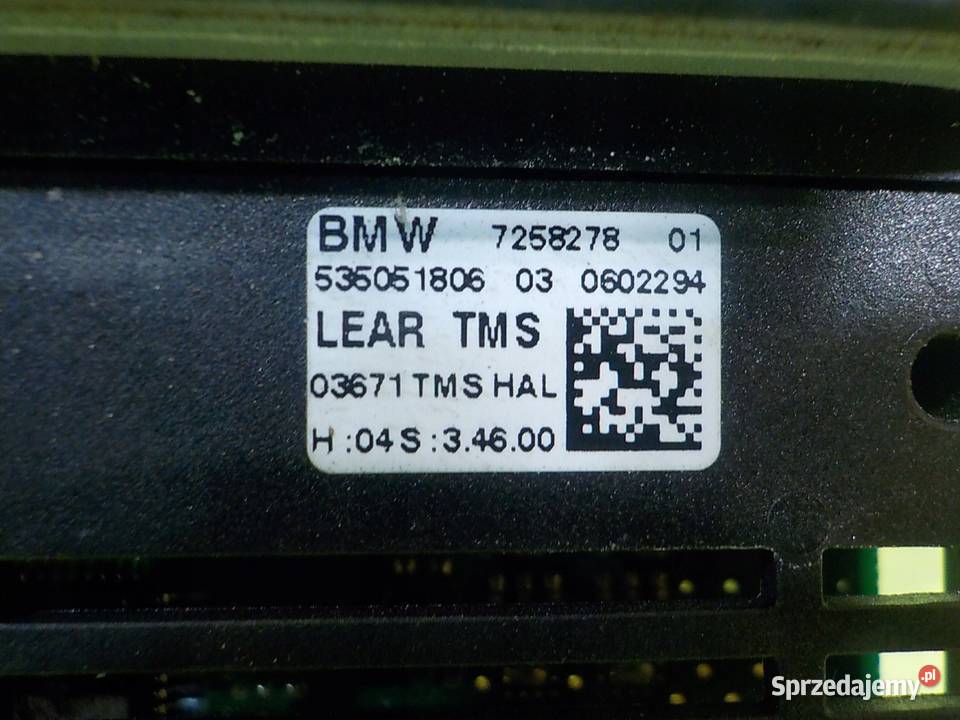 BMW 7258278 01
535051806 03 0602294
LEAR TMS
03671 TMS HAL
H :04 S :3.46.00
Sprzedajemy.pl